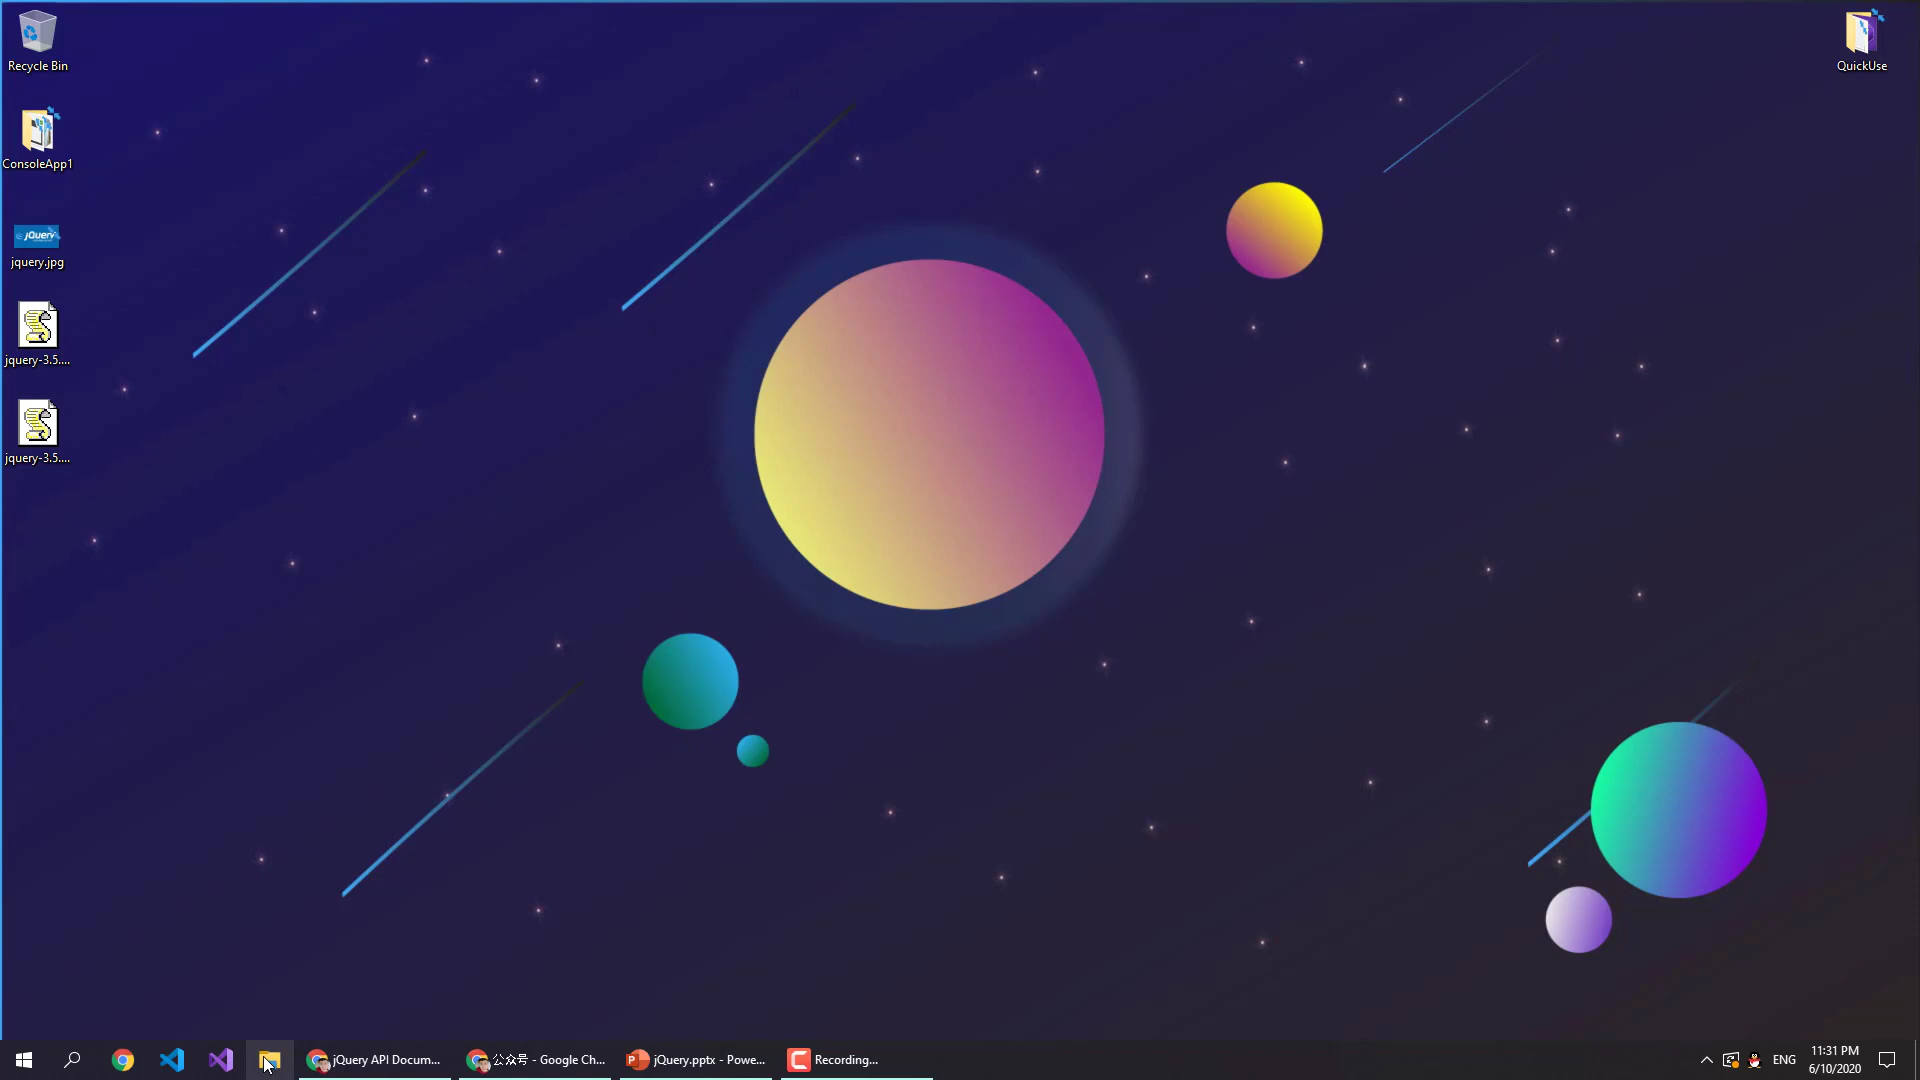 Recycle Bin
QuickUse
ConsoleApp1
jQuery
jquery.jpg
jquery-3.5....
jquery-3.5....
jQuery API Docum...
公众号 - Google Ch...
jQuery.pptx - Powe...
Recording...
ENG
11:31 PM
6/10/2020